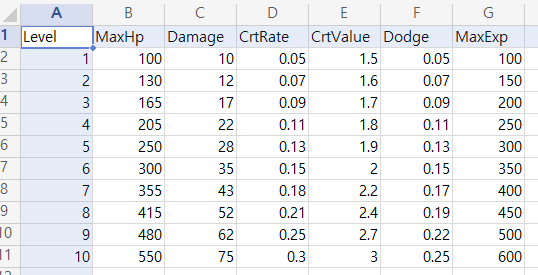 A B C D E F G
1 Level MaxHp Damage CrtRate CrtValue Dodge MaxExp
2 1 100 10 0.05 1.5 0.05 100
3 2 130 12 0.07 1.6 0.07 150
4 3 165 17 0.09 1.7 0.09 200
5 4 205 22 0.11 1.8 0.11 250
6 5 250 28 0.13 1.9 0.13 300
7 6 300 35 0.15 2 0.15 350
8 7 355 43 0.18 2.2 0.17 400
9 8 415 52 0.21 2.4 0.19 450
10 9 480 62 0.25 2.7 0.22 500
11 10 550 75 0.3 3 0.25 600